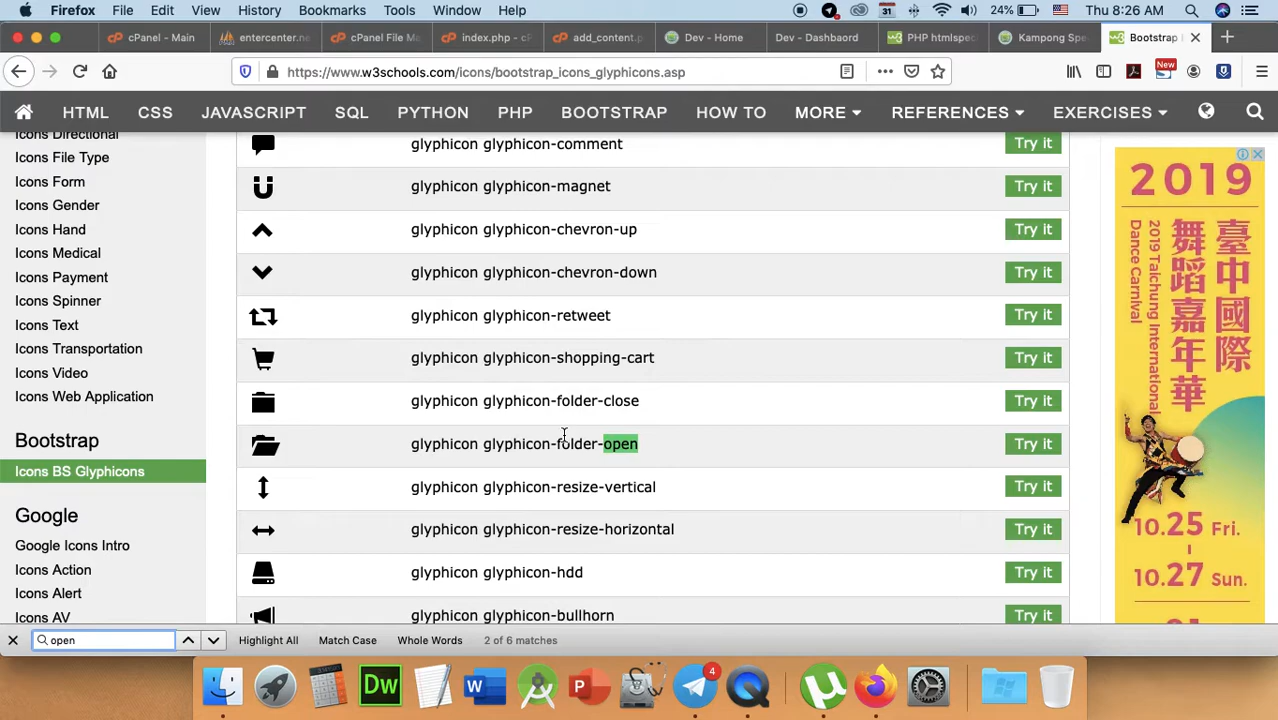 Firefox File Edit View History Bookmarks Tools Window Help 31 24% Thu 8:26 AM
cPanel - Main entercenter.ne cPanel File Ma index.php - cP add_content.p Dev - Home Dev - Dashbaord PHP htmlspec Kampong Spe Bootstrap
https://www.w3schools.com/icons/bootstrap_icons_glyphicons.asp New
HTML CSS JAVASCRIPT SQL PYTHON PHP BOOTSTRAP HOW TO MORE REFERENCES EXERCISES
Icons Directional
Icons File Type
Icons Form
Icons Gender
Icons Hand
Icons Medical
Icons Payment
Icons Spinner
Icons Text
Icons Transportation
Icons Video
Icons Web Application
Bootstrap
Icons BS Glyphicons
Google
Google Icons Intro
Icons Action
Icons Alert
Icons AV
glyphicon glyphicon-comment Try it
glyphicon glyphicon-magnet Try it
glyphicon glyphicon-chevron-up Try it
glyphicon glyphicon-chevron-down Try it
glyphicon glyphicon-retweet Try it
glyphicon glyphicon-shopping-cart Try it
glyphicon glyphicon-folder-close Try it
glyphicon glyphicon-folder-open Try it
glyphicon glyphicon-resize-vertical Try it
glyphicon glyphicon-resize-horizontal Try it
glyphicon glyphicon-hdd Try it
glyphicon glyphicon-bullhorn Try it
2019
臺中國際
舞蹈嘉年華
2019 Taichung International
Dance Carnival
10.25 Fri.
10.27 Sun.
open Highlight All Match Case Whole Words 2 of 6 matches
Dw W P 4